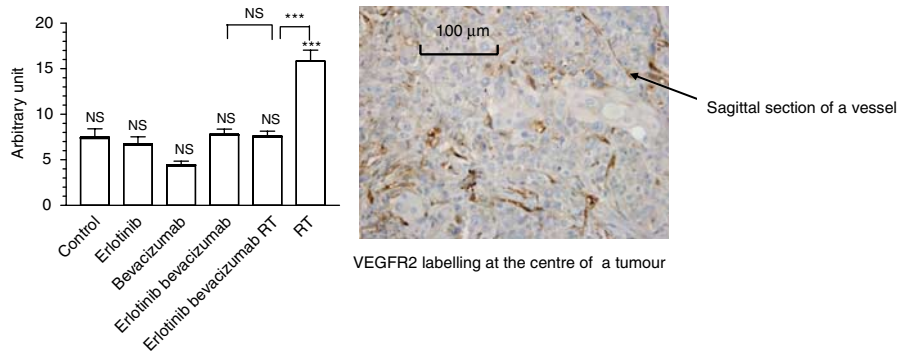 NS
***
20
15
10
5
0
Arbitrary unit
NS
NS
NS
NS
NS
***
Control
Erlotinib
Bevacizumab
Erlotinib bevacizumab
Erlotinib bevacizumab RT
RT
100 µm
Sagittal section of a vessel
VEGFR2 labelling at the centre of a tumour